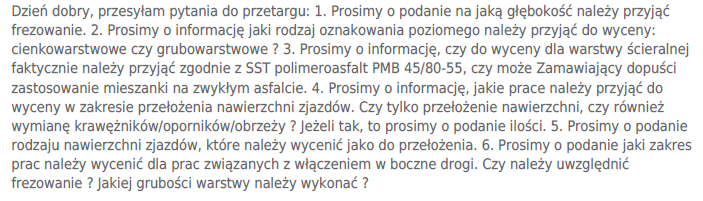 Dzień dobry, przesyłam pytania do przetargu: 1. Prosimy o podanie na jaką głębokość należy przyjąć
frezowanie. 2. Prosimy o informację jaki rodzaj oznakowania poziomego należy przyjąć do wyceny:
cienkowarstwowe czy grubowarstwowe ? 3. Prosimy o informację, czy do wyceny dla warstwy ścieralnej
faktycznie należy przyjąć zgodnie z SST polimeroasfalt PMB 45/80-55, czy może Zamawiający dopuści
zastosowanie mieszanki na zwykłym asfalcie. 4. Prosimy o informację, jakie prace należy przyjąć do
wyceny w zakresie przełożenia nawierzchni zjazdów. Czy tylko przełożenie nawierzchni, czy również
wymianę krawężników/oporników/obrzeży ? Jeżeli tak, to prosimy o podanie ilości. 5. Prosimy o podanie
rodzaju nawierzchni zjazdów, które należy wycenić jako do przełożenia. 6. Prosimy o podanie jaki zakres
prac należy wycenić dla prac związanych z włączeniem w boczne drogi. Czy należy uwzględnić
frezowanie ? Jakiej grubości warstwy należy wykonać ?